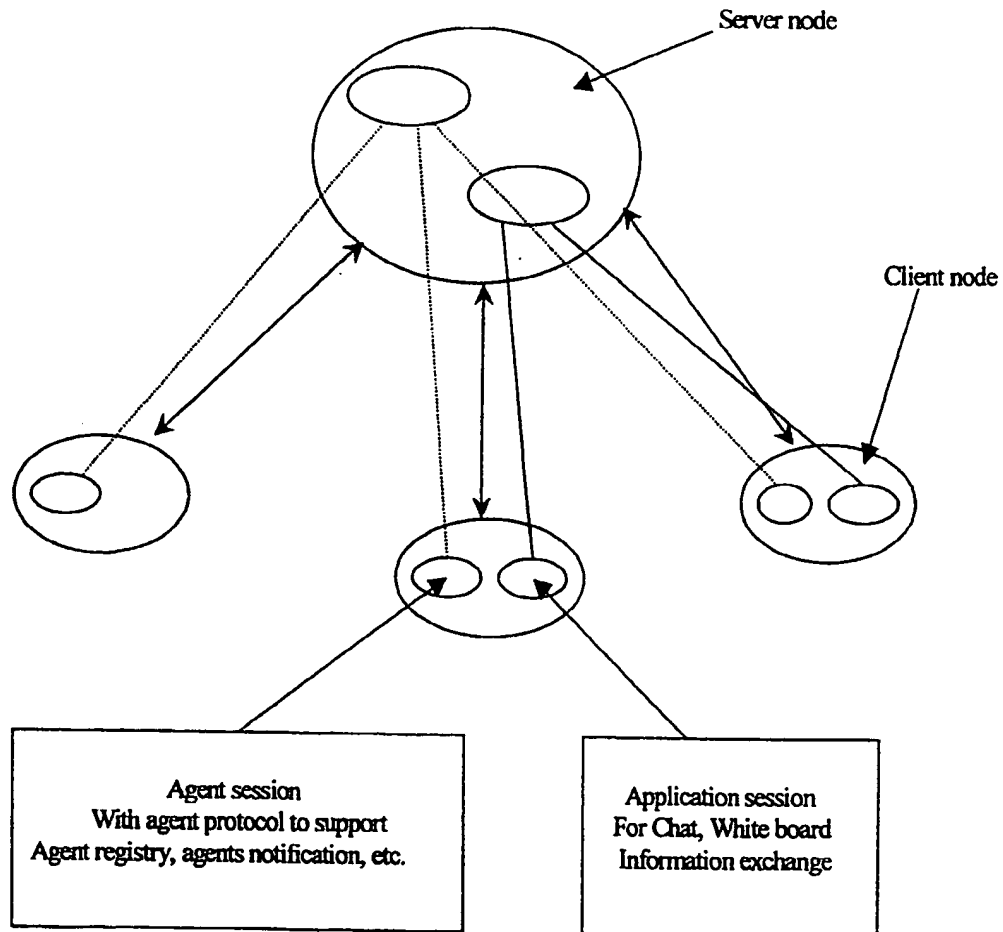 Server node
Client node
Agent session
With agent protocol to support
Agent registry, agents notification, etc.
Application session
For Chat, White board
Information exchange